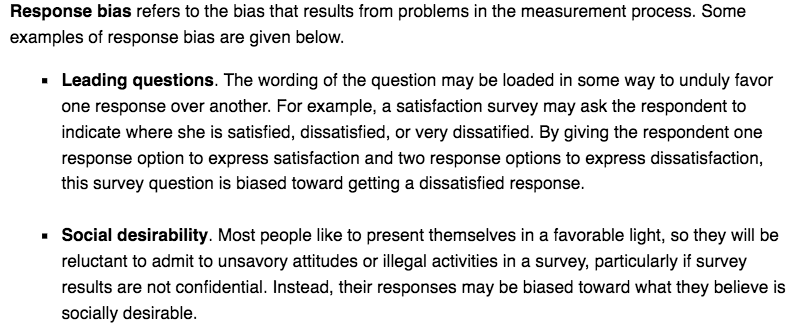 Response bias refers to the bias that results from problems in the measurement process. Some
examples of response bias are given below.
▪ Leading questions. The wording of the question may be loaded in some way to unduly favor
one response over another. For example, a satisfaction survey may ask the respondent to
indicate where she is satisfied, dissatisfied, or very dissatified. By giving the respondent one
response option to express satisfaction and two response options to express dissatisfaction,
this survey question is biased toward getting a dissatisfied response.
▪ Social desirability. Most people like to present themselves in a favorable light, so they will be
reluctant to admit to unsavory attitudes or illegal activities in a survey, particularly if survey
results are not confidential. Instead, their responses may be biased toward what they believe is
socially desirable.